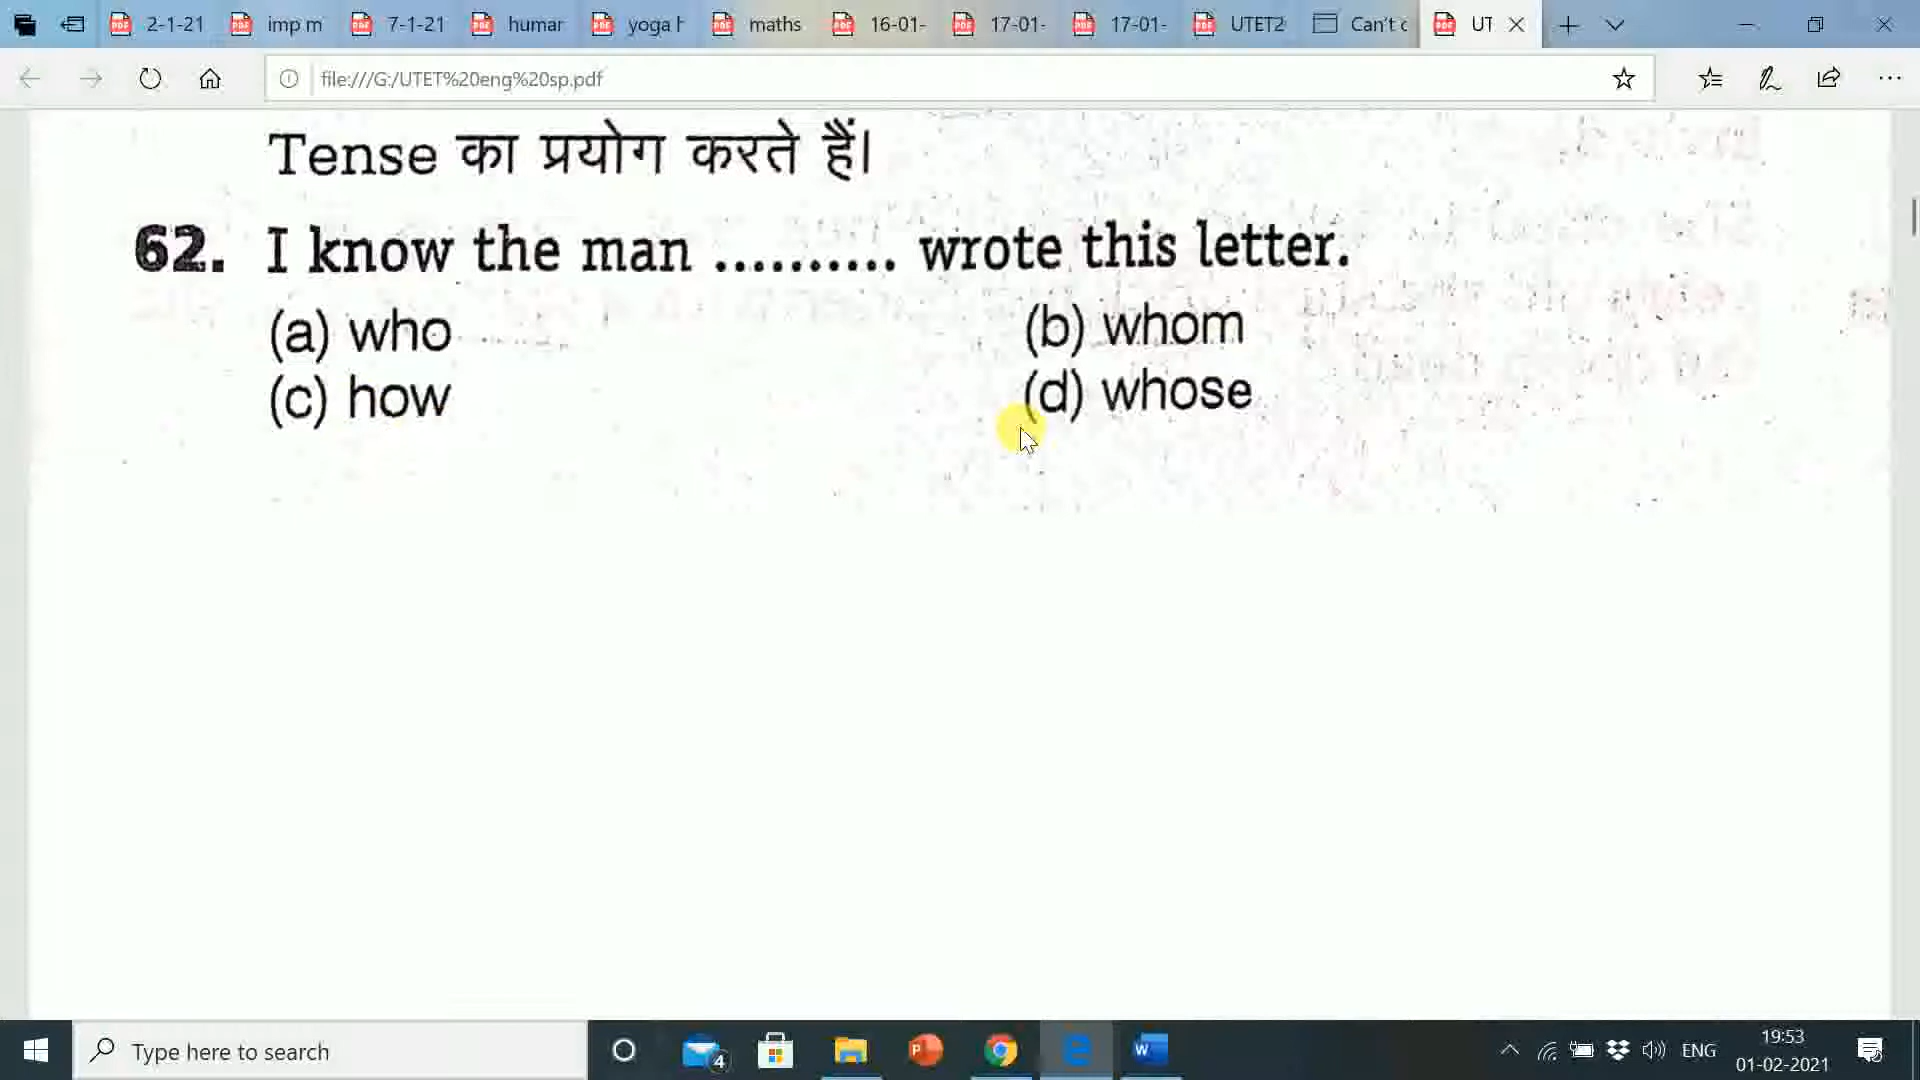 2-1-21 imp m 7-1-21 humar yoga h maths 16-01- 17-01- 17-01- UTET2 Can't c UT
file:///G:/UTET%20eng%20sp.pdf
Tense का प्रयोग करते हैं।
62. I know the man .......... wrote this letter.
(a) who (b) whom
(c) how (d) whose
Type here to search
4
ENG
19:53
01-02-2021